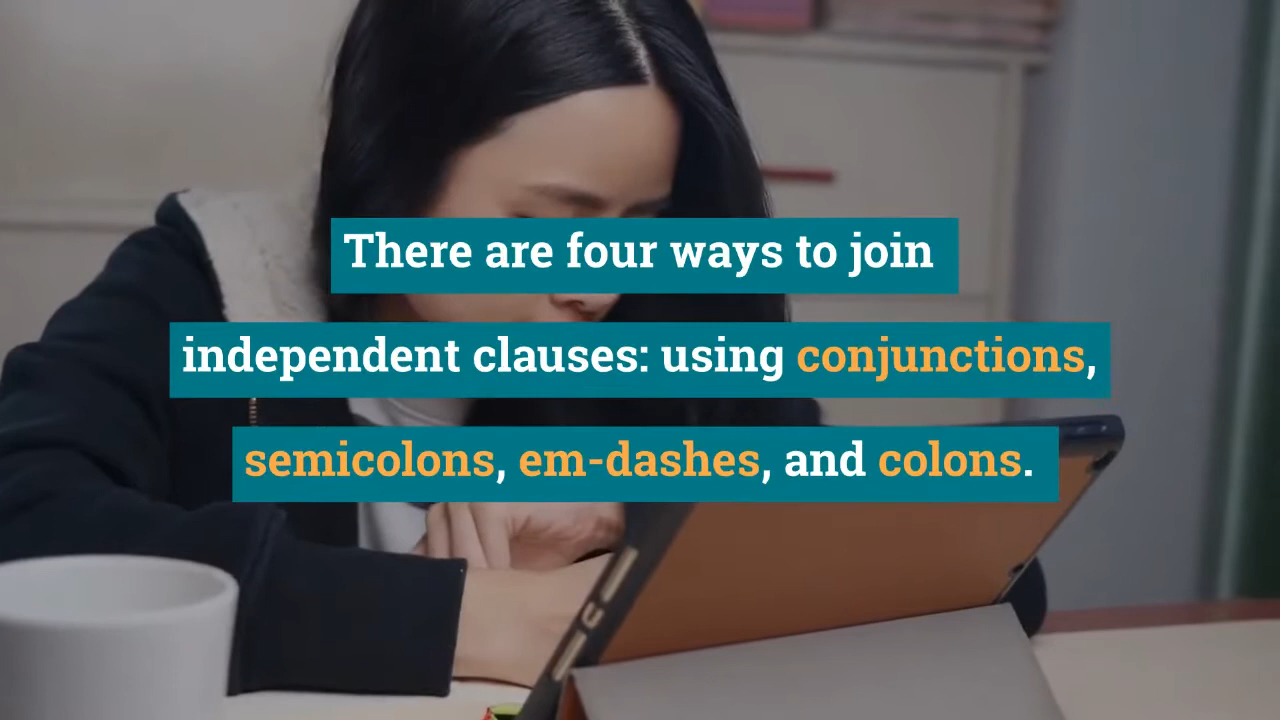 There are four ways to join
independent clauses: using conjunctions,
semicolons, em-dashes, and colons.